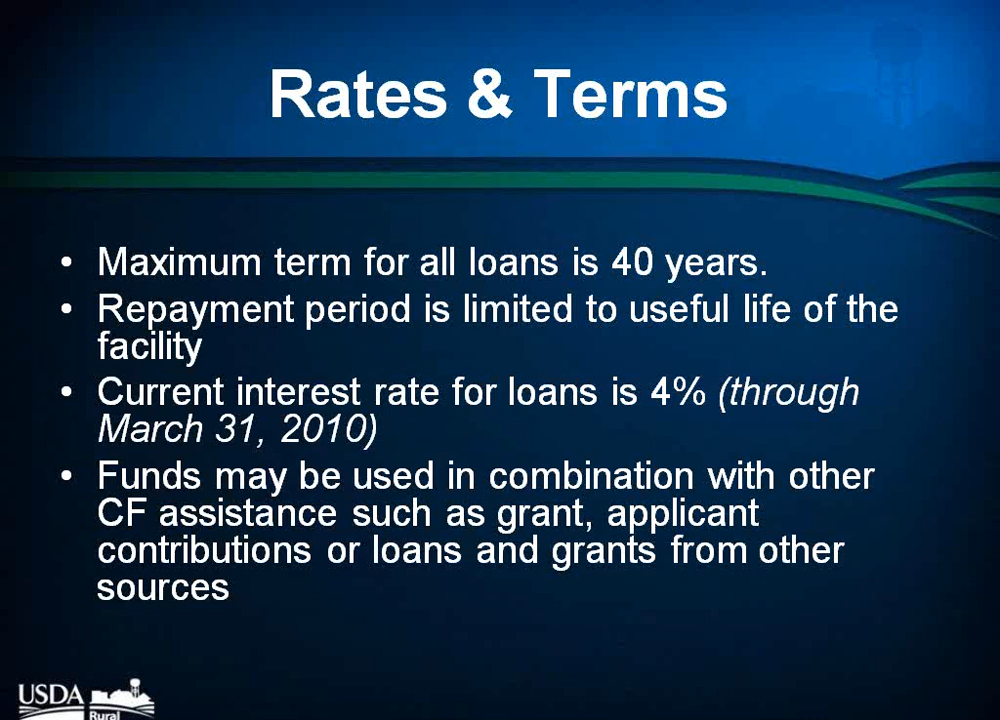 Rates & Terms
• Maximum term for all loans is 40 years.
• Repayment period is limited to useful life of the
facility
• Current interest rate for loans is 4% (through
March 31, 2010)
• Funds may be used in combination with other
CF assistance such as grant, applicant
contributions or loans and grants from other
sources
USDA
Rural